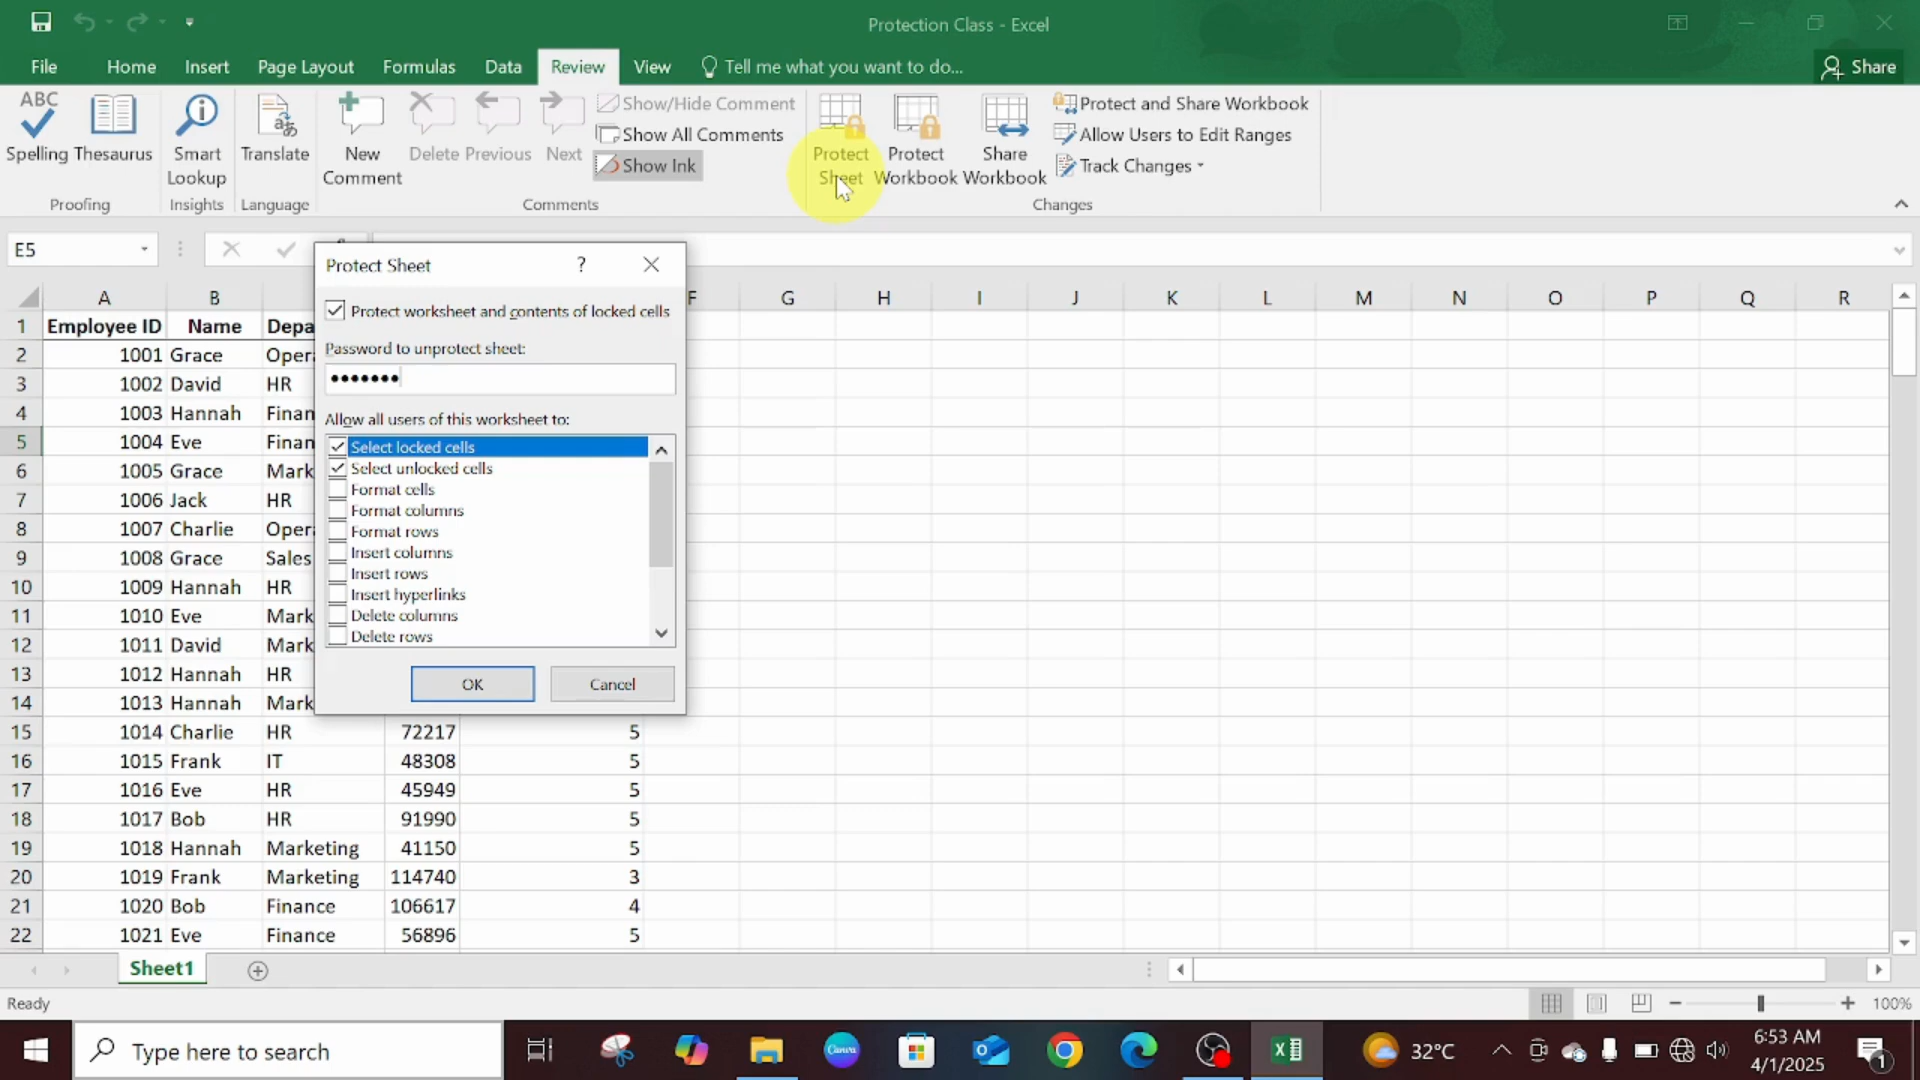 Protection Class - Excel
File Home Insert Page Layout Formulas Data Review View Tell me what you want to do... Share
ABC
Spelling Thesaurus Smart Lookup Translate New Comment Delete Previous Next
Show/Hide Comment
Show All Comments
Show Ink
Protect Sheet Protect Workbook Share Workbook
Protect and Share Workbook
Allow Users to Edit Ranges
Track Changes
Proofing Insights Language Comments Changes
E5
Protect Sheet ?
Protect worksheet and contents of locked cells
Password to unprotect sheet:
•••••••
Allow all users of this worksheet to:
Select locked cells
Select unlocked cells
Format cells
Format columns
Format rows
Insert columns
Insert rows
Insert hyperlinks
Delete columns
Delete rows
OK Cancel
A B F G H I J K L M N O P Q R
1 Employee ID Name Depa
2 1001 Grace Oper
3 1002 David HR
4 1003 Hannah Finan
5 1004 Eve Finan
6 1005 Grace Mark
7 1006 Jack HR
8 1007 Charlie Oper
9 1008 Grace Sales
10 1009 Hannah HR
11 1010 Eve Mark
12 1011 David Mark
13 1012 Hannah HR
14 1013 Hannah Mark
15 1014 Charlie HR 72217 5
16 1015 Frank IT 48308 5
17 1016 Eve HR 45949 5
18 1017 Bob HR 91990 5
19 1018 Hannah Marketing 41150 5
20 1019 Frank Marketing 114740 3
21 1020 Bob Finance 106617 4
22 1021 Eve Finance 56896 5
Sheet1
Ready 100%
Type here to search Canva 32°C 6:53 AM
4/1/2025 1